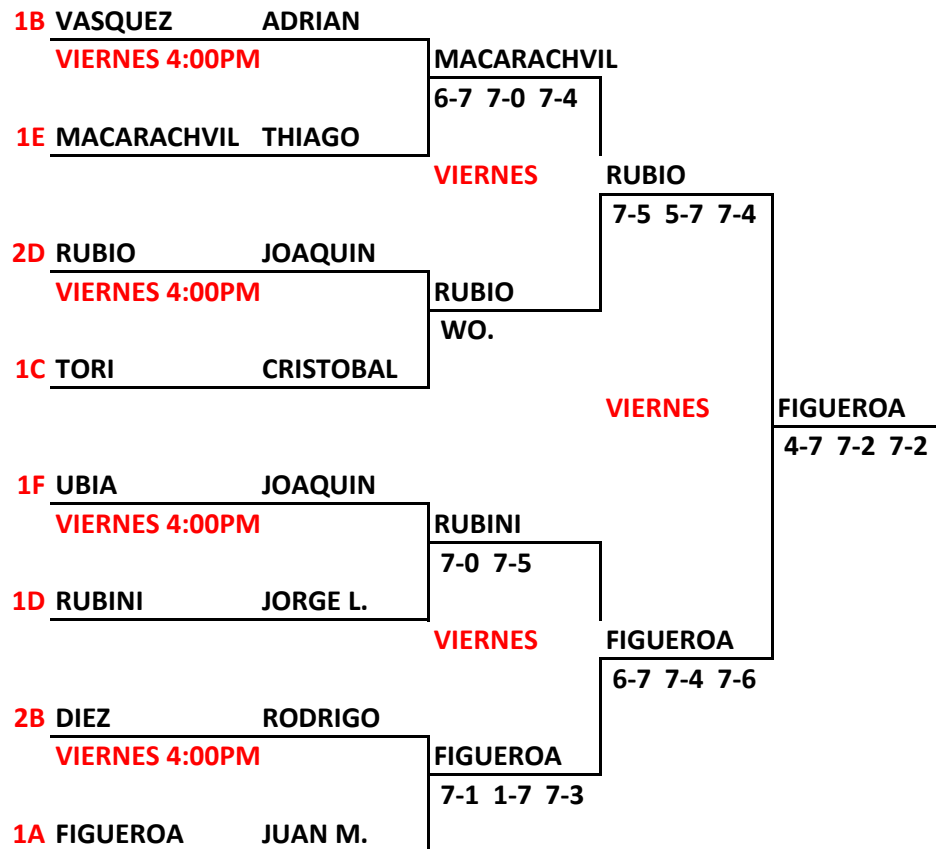 1B VASQUEZ ADRIAN
VIERNES 4:00PM MACARACHVIL
6-7 7-0 7-4
1E MACARACHVIL THIAGO
VIERNES RUBIO
7-5 5-7 7-4
2D RUBIO JOAQUIN
VIERNES 4:00PM RUBIO
WO.
1C TORI CRISTOBAL
VIERNES FIGUEROA
4-7 7-2 7-2
1F UBIA JOAQUIN
VIERNES 4:00PM RUBINI
7-0 7-5
1D RUBINI JORGE L.
VIERNES FIGUEROA
6-7 7-4 7-6
2B DIEZ RODRIGO
VIERNES 4:00PM FIGUEROA
7-1 1-7 7-3
1A FIGUEROA JUAN M.